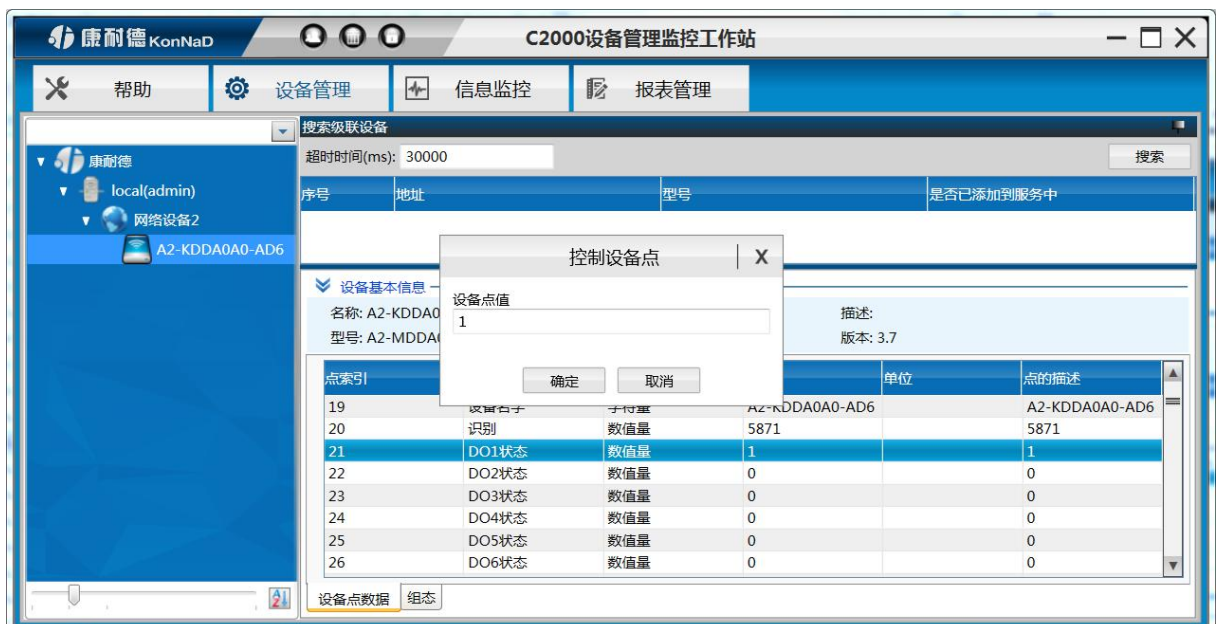 康耐德 KonNaD
C2000设备管理监控工作站
帮助
设备管理
信息监控
报表管理
搜索级联设备
康耐德
local(admin)
网络设备2
A2-KDDA0A0-AD6
超时时间(ms): 30000
搜索
序号 地址 型号 是否已添加到服务中
控制设备点 X
设备点值
1
确定 取消
设备基本信息
名称: A2-KDDA0 描述:
型号: A2-MDDA 版本: 3.7
点索引 单位 点的描述
19 设备名字 字符量 A2-KDDA0A0-AD6 A2-KDDA0A0-AD6
20 识别 数值量 5871 5871
21 DO1状态 数值量 1 1
22 DO2状态 数值量 0 0
23 DO3状态 数值量 0 0
24 DO4状态 数值量 0 0
25 DO5状态 数值量 0 0
26 DO6状态 数值量 0 0
设备点数据 组态